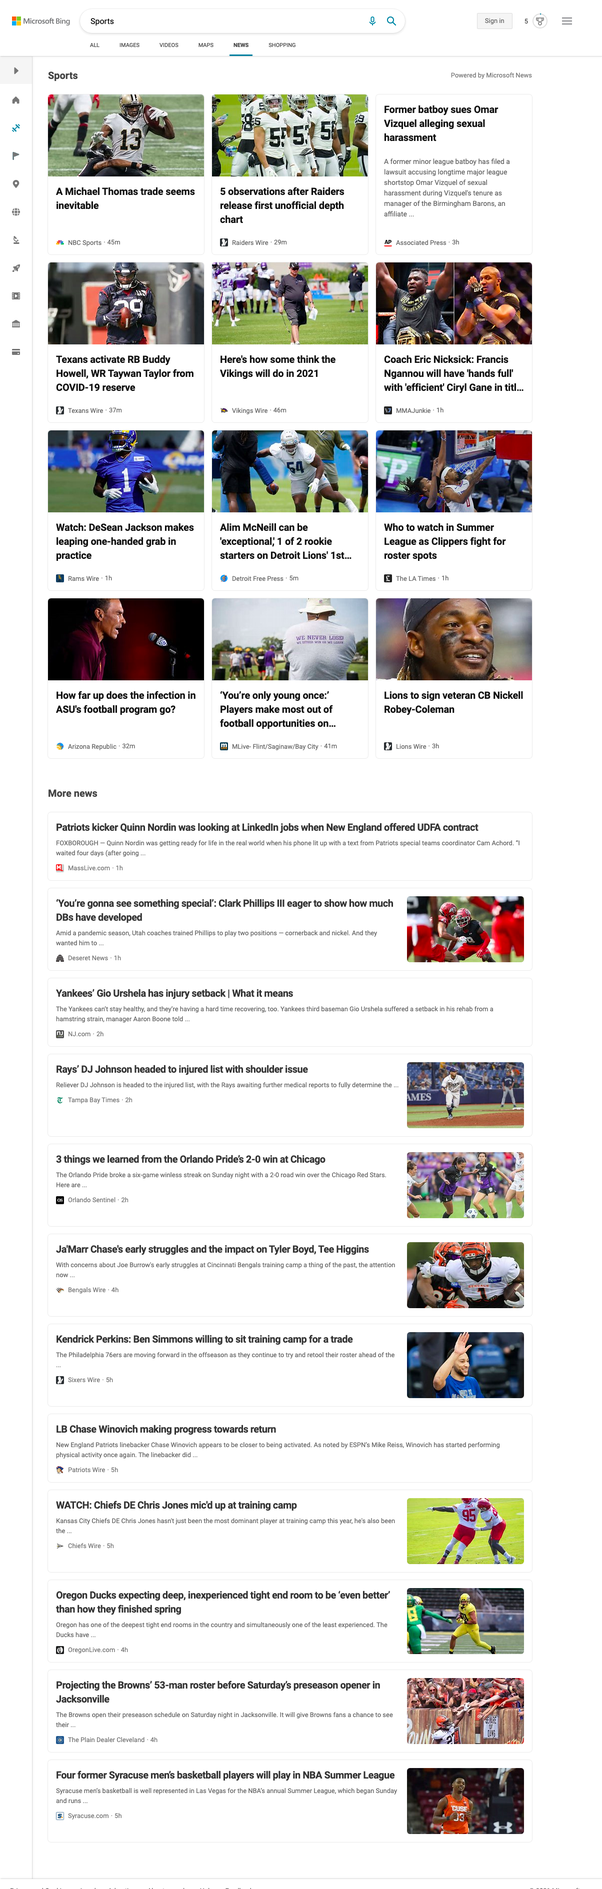 Microsoft Bing
Sports
Sign in
5
ALL
IMAGES
VIDEOS
MAPS
NEWS
SHOPPING
Sports
Powered by Microsoft News
A Michael Thomas trade seems
inevitable
NBC Sports · 45m
5 observations after Raiders
release first unofficial depth
chart
Raiders Wire · 29m
Former batboy sues Omar
Vizquel alleging sexual
harassment
A former minor league batboy has filed a
lawsuit accusing longtime major league
shortstop Omar Vizquel of sexual
harassment during Vizquel's tenure as
manager of the Birmingham Barons, an
affiliate ...
AP Associated Press · 3h
Texans activate RB Buddy
Howell, WR Taywan Taylor from
COVID-19 reserve
Texans Wire · 37m
Here's how some think the
Vikings will do in 2021
Vikings Wire · 46m
Coach Eric Nicksick: Francis
Ngannou will have 'hands full'
with 'efficient' Ciryl Gane in titl...
MMAJunkie · 1h
Watch: DeSean Jackson makes
leaping one-handed grab in
practice
Rams Wire · 1h
Alim McNeill can be
'exceptional,' 1 of 2 rookie
starters on Detroit Lions' 1st...
Detroit Free Press · 5m
Who to watch in Summer
League as Clippers fight for
roster spots
The LA Times · 1h
How far up does the infection in
ASU's football program go?
Arizona Republic · 32m
WE NEVER LOSE
‘You’re only young once:’
Players make most out of
football opportunities on...
MLive- Flint/Saginaw/Bay City · 41m
Lions to sign veteran CB Nickell
Robey-Coleman
Lions Wire · 3h
More news
Patriots kicker Quinn Nordin was looking at LinkedIn jobs when New England offered UDFA contract
FOXBOROUGH — Quinn Nordin was getting ready for life in the real world when his phone lit up with a text from Patriots special teams coordinator Cam Achord. "I
waited four days (after going ...
MassLive.com · 1h
‘You’re gonna see something special’: Clark Phillips III eager to show how much
DBs have developed
Amid a pandemic season, Utah coaches trained Phillips to play two positions — cornerback and nickel. And they
wanted him to ...
Deseret News · 1h
Yankees’ Gio Urshela has injury setback | What it means
The Yankees can't stay healthy, and they're having a hard time recovering, too. Yankees third baseman Gio Urshela suffered a setback in his rehab from a
hamstring strain, manager Aaron Boone told ...
NJ.com · 2h
Rays’ DJ Johnson headed to injured list with shoulder issue
Reliever DJ Johnson is headed to the injured list, with the Rays awaiting further medical reports to fully determine the ...
Tampa Bay Times · 2h
3 things we learned from the Orlando Pride’s 2-0 win at Chicago
The Orlando Pride broke a six-game winless streak on Sunday night with a 2-0 road win over the Chicago Red Stars.
Here are ...
Orlando Sentinel · 2h
Ja'Marr Chase's early struggles and the impact on Tyler Boyd, Tee Higgins
With concerns about Joe Burrow's early struggles at Cincinnati Bengals training camp a thing of the past, the attention
now ...
Bengals Wire · 4h
Kendrick Perkins: Ben Simmons willing to sit training camp for a trade
The Philadelphia 76ers are moving forward in the offseason as they continue to try and retool their roster ahead of the
...
Sixers Wire · 5h
LB Chase Winovich making progress towards return
New England Patriots linebacker Chase Winovich appears to be closer to being activated. As noted by ESPN's Mike Reiss, Winovich has started performing
physical activity once again. The linebacker did ...
Patriots Wire · 5h
WATCH: Chiefs DE Chris Jones mic'd up at training camp
Kansas City Chiefs DE Chris Jones hasn't just been the most dominant player at training camp this year, he's also been
the ...
Chiefs Wire · 5h
Oregon Ducks expecting deep, inexperienced tight end room to be ‘even better’
than how they finished spring
Oregon has one of the deepest tight end rooms in the country and simultaneously one of the least experienced. The
Ducks have ...
OregonLive.com · 4h
Projecting the Browns’ 53-man roster before Saturday’s preseason opener in
Jacksonville
The Browns open their preseason schedule on Saturday night in Jacksonville. It will give Browns fans a chance to see
their ...
The Plain Dealer Cleveland · 4h
Four former Syracuse men’s basketball players will play in NBA Summer League
Syracuse men's basketball is well represented in Las Vegas for the NBA's annual Summer League, which began Sunday
and runs ...
Syracuse.com · 5h